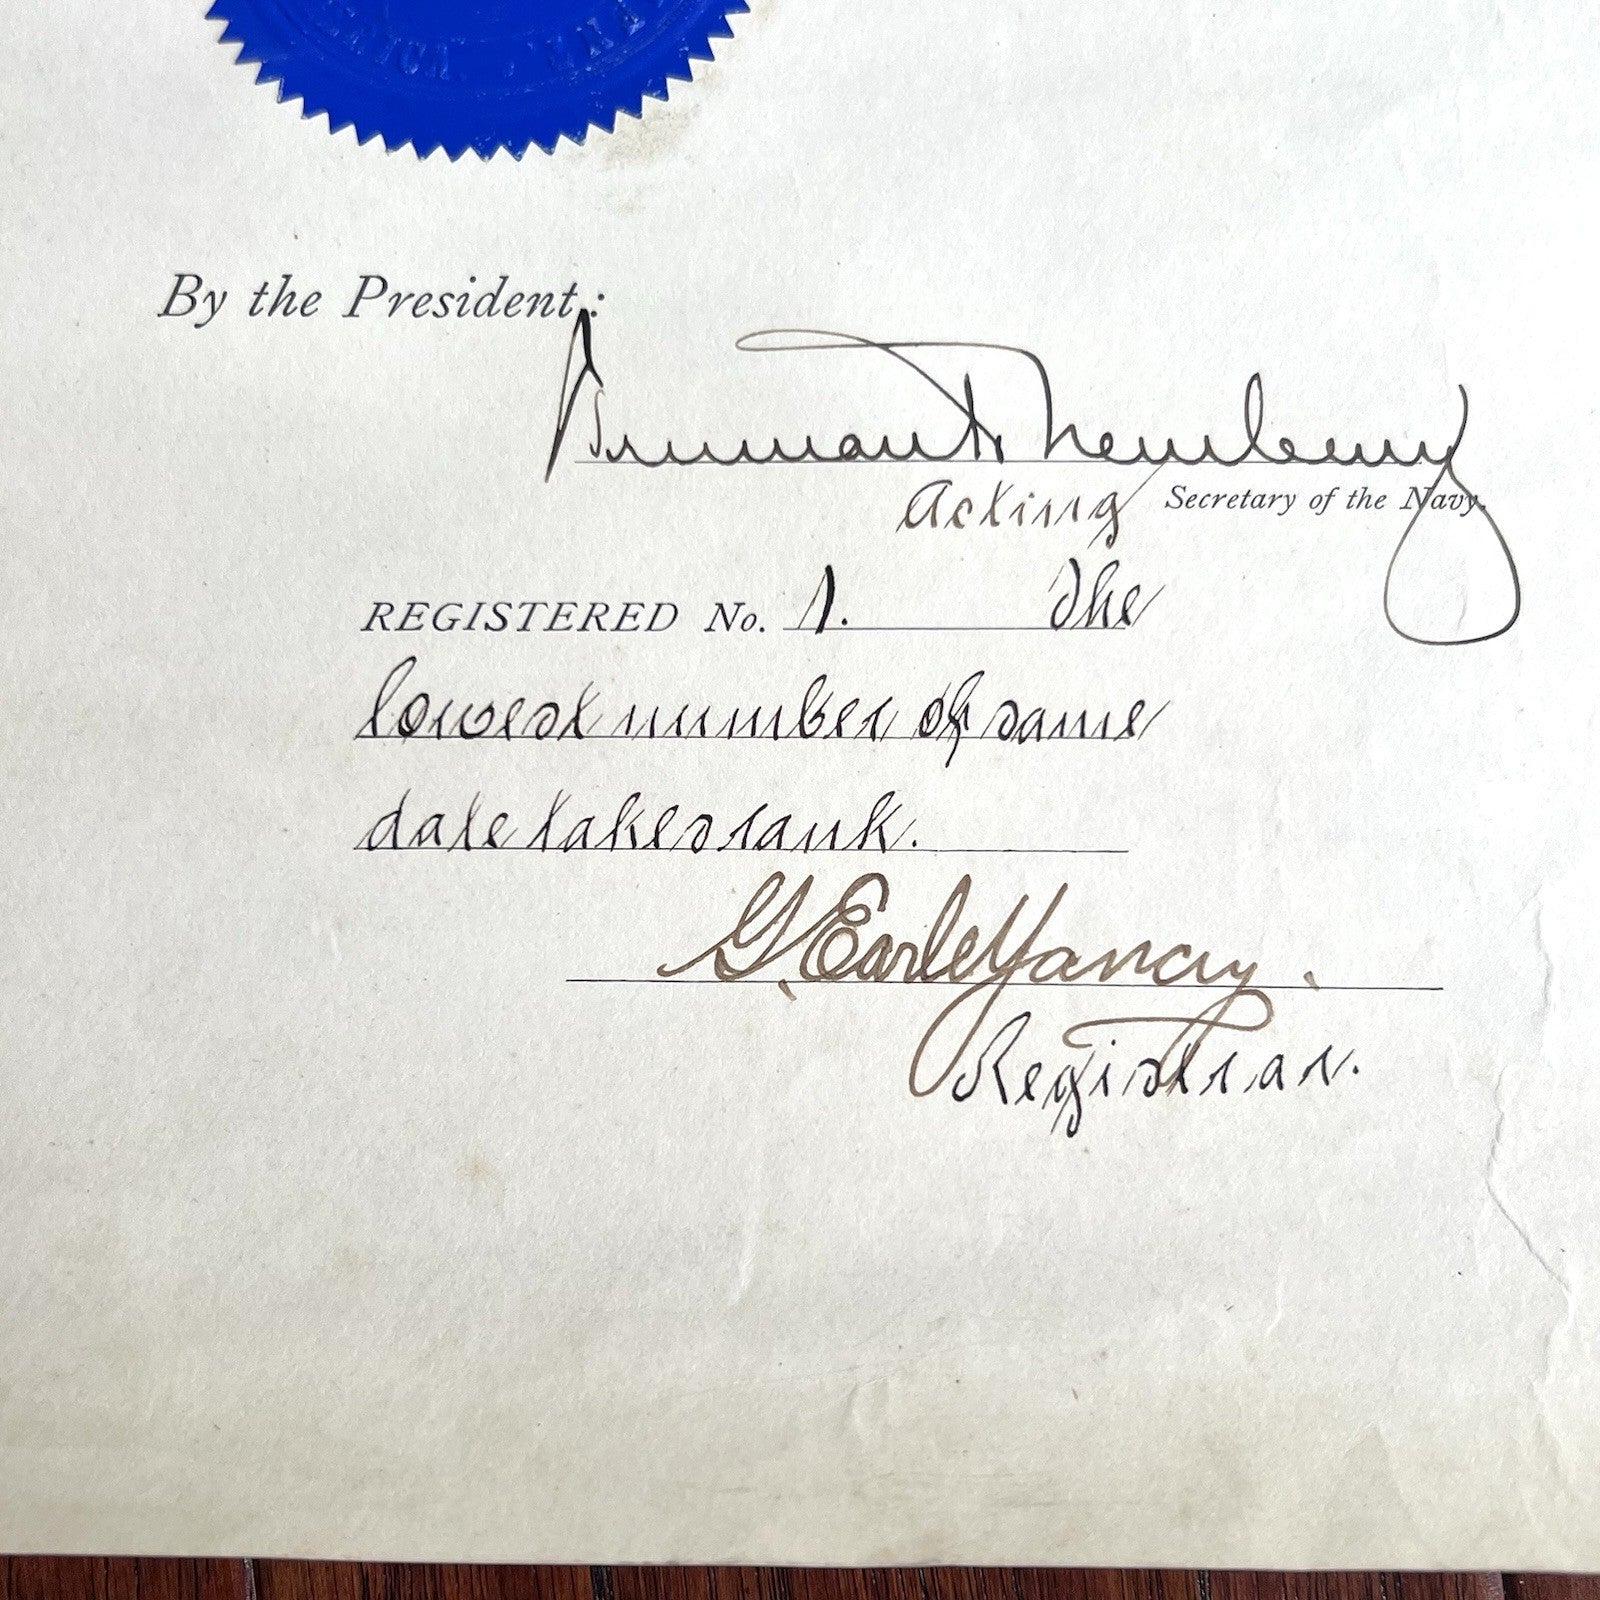 ERICA.
By the President:
Truman H. Newberry
Acting Secretary of the Navy.
REGISTERED No. 1. The
lowest number of same
date takes rank.
G. Earle Yancy.
Registrar.